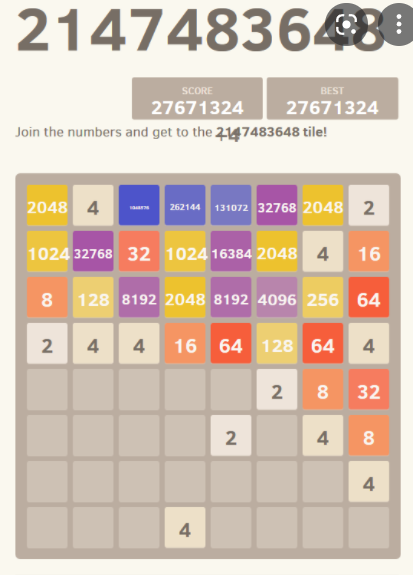 2147483648
SCORE BEST
27671324 27671324
Join the numbers and get to the 2147483648 tile!
+4
2048 4 1048576 262144 131072 32768 2048 2
1024 32768 32 1024 16384 2048 4 16
8 128 8192 2048 8192 4096 256 64
2 4 4 16 64 128 64 4
2 8 32
2 4 8
4
4